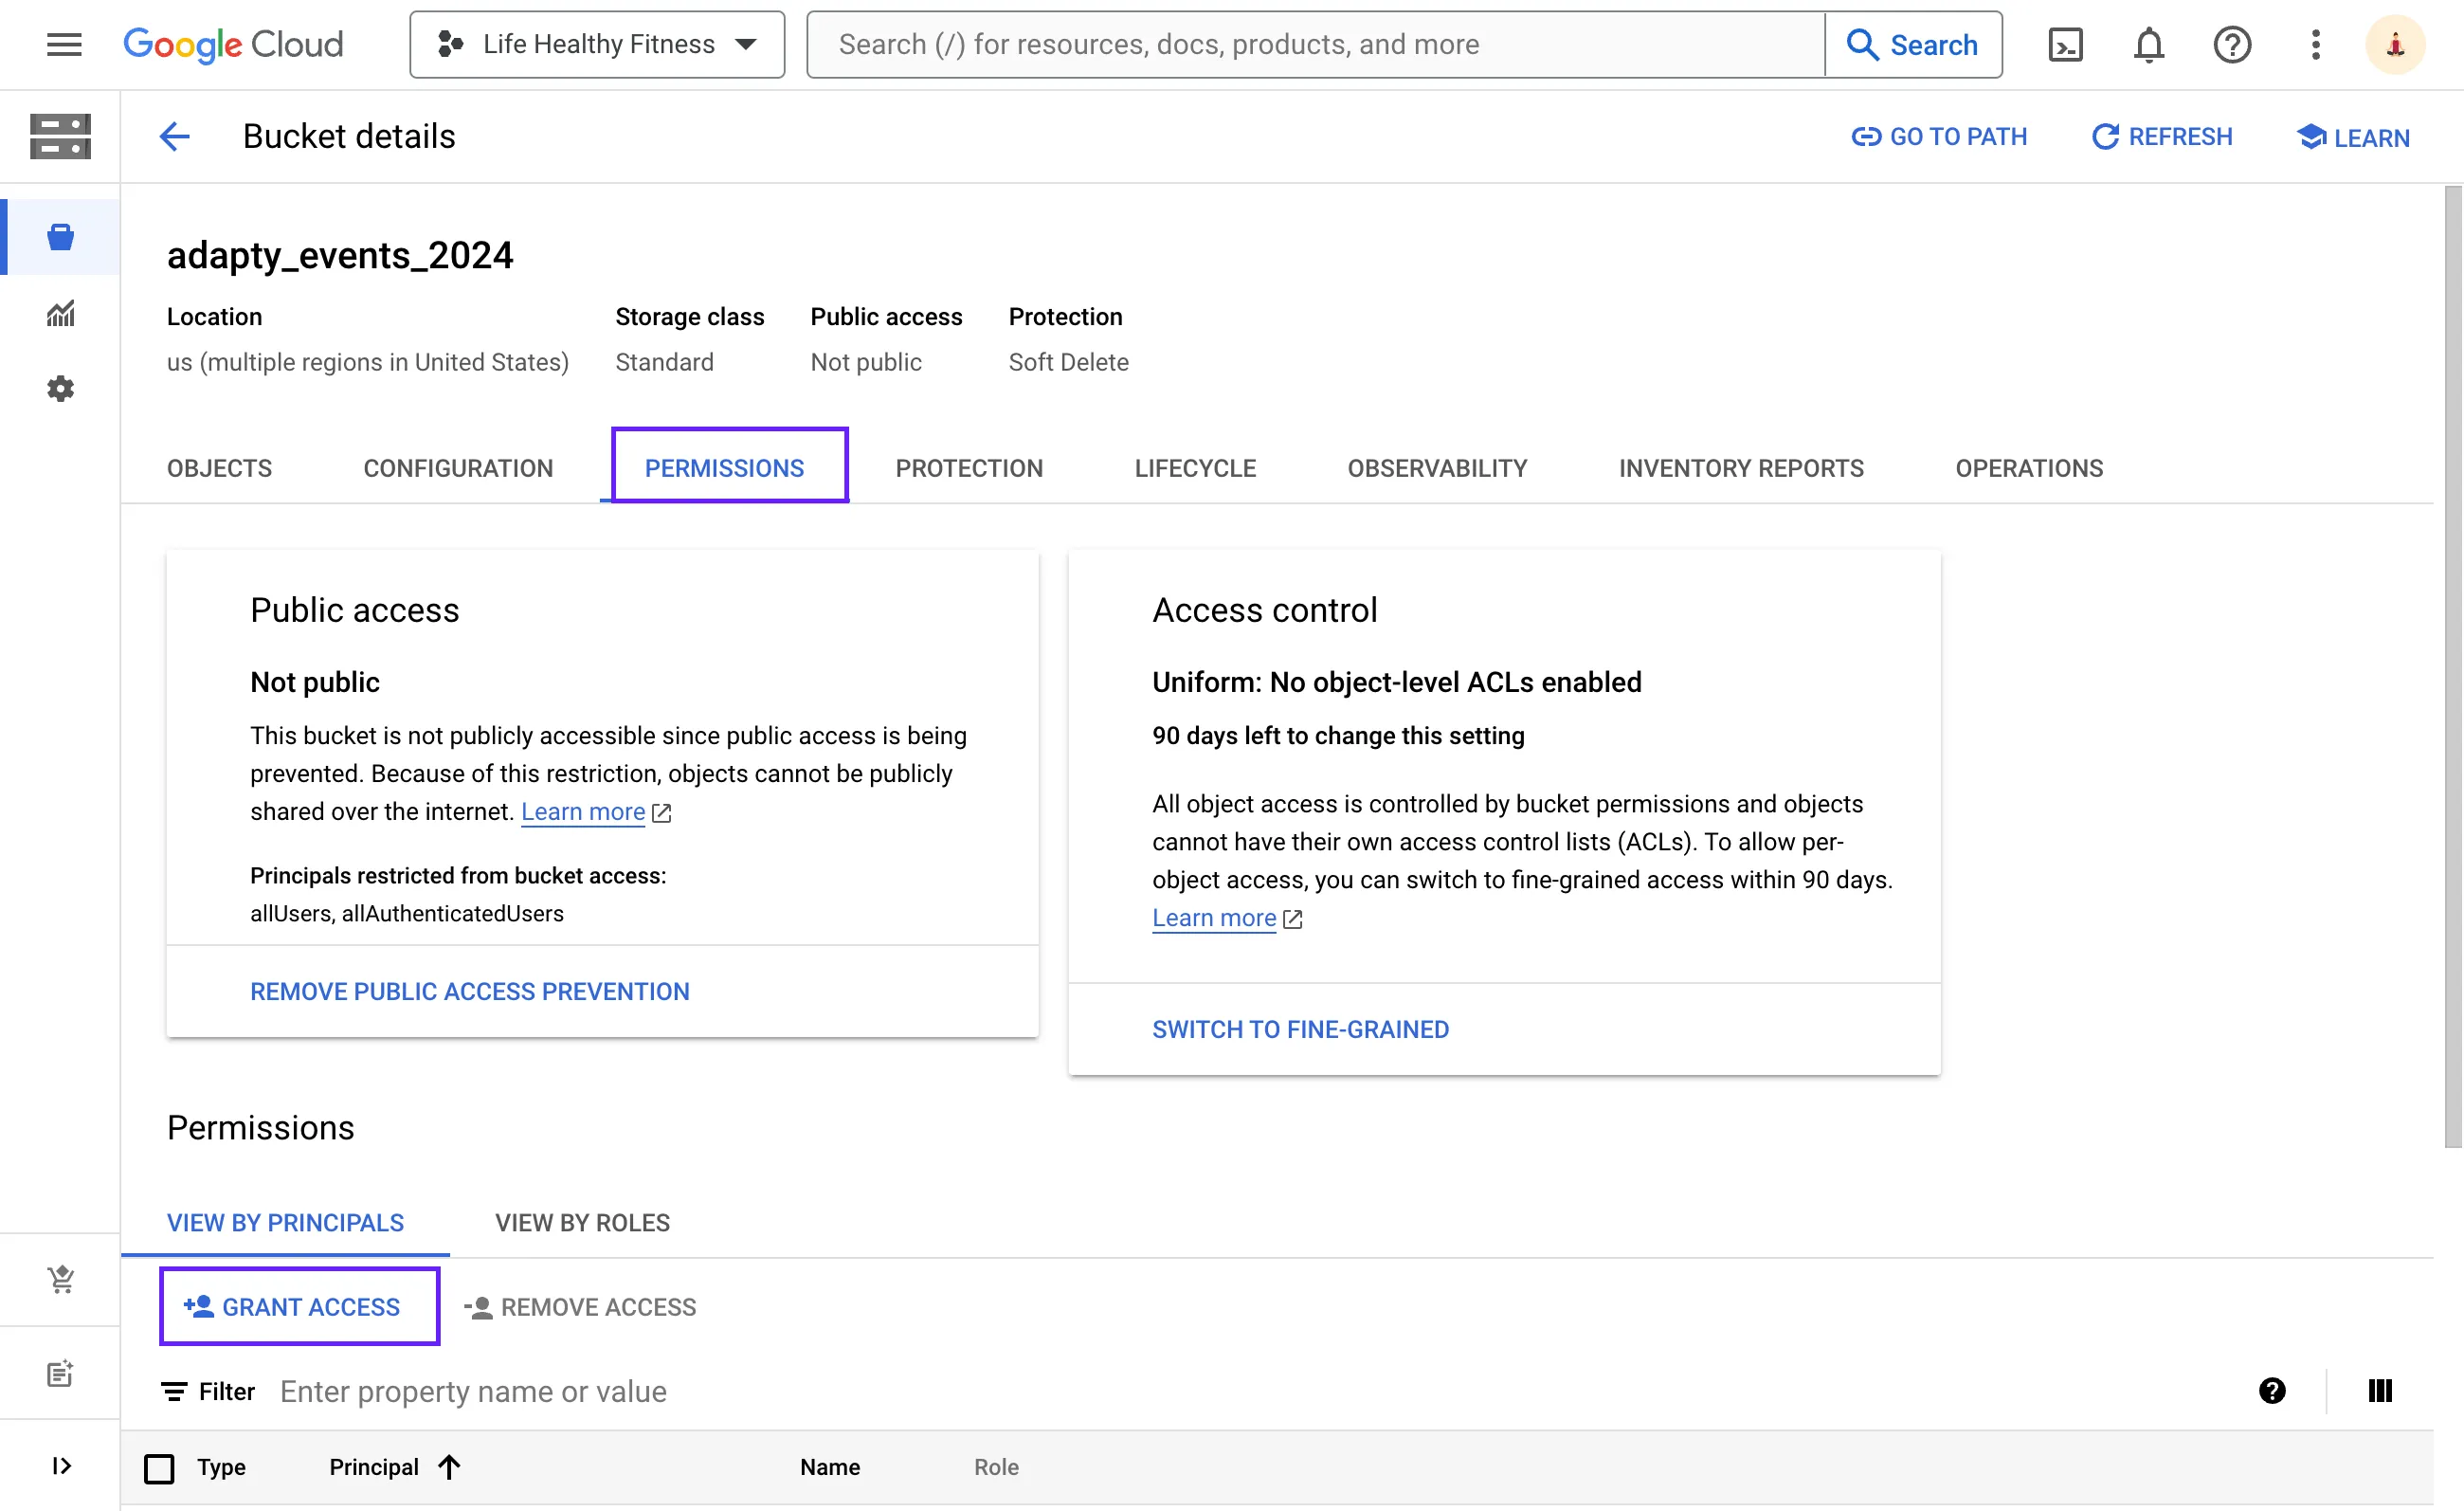 Google Cloud
Life Healthy Fitness
Search (/) for resources, docs, products, and more
Search
Bucket details
GO TO PATH
REFRESH
LEARN
adapty_events_2024
Location
Storage class
Public access
Protection
us (multiple regions in United States)
Standard
Not public
Soft Delete
OBJECTS
CONFIGURATION
PERMISSIONS
PROTECTION
LIFECYCLE
OBSERVABILITY
INVENTORY REPORTS
OPERATIONS
Public access
Not public
This bucket is not publicly accessible since public access is being
prevented. Because of this restriction, objects cannot be publicly
shared over the internet. Learn more
Principals restricted from bucket access:
allUsers, allAuthenticatedUsers
REMOVE PUBLIC ACCESS PREVENTION
Access control
Uniform: No object-level ACLs enabled
90 days left to change this setting
All object access is controlled by bucket permissions and objects
cannot have their own access control lists (ACLs). To allow per-
object access, you can switch to fine-grained access within 90 days.
Learn more
SWITCH TO FINE-GRAINED
Permissions
VIEW BY PRINCIPALS
VIEW BY ROLES
GRANT ACCESS
REMOVE ACCESS
Filter
Enter property name or value
Type
Principal
Name
Role